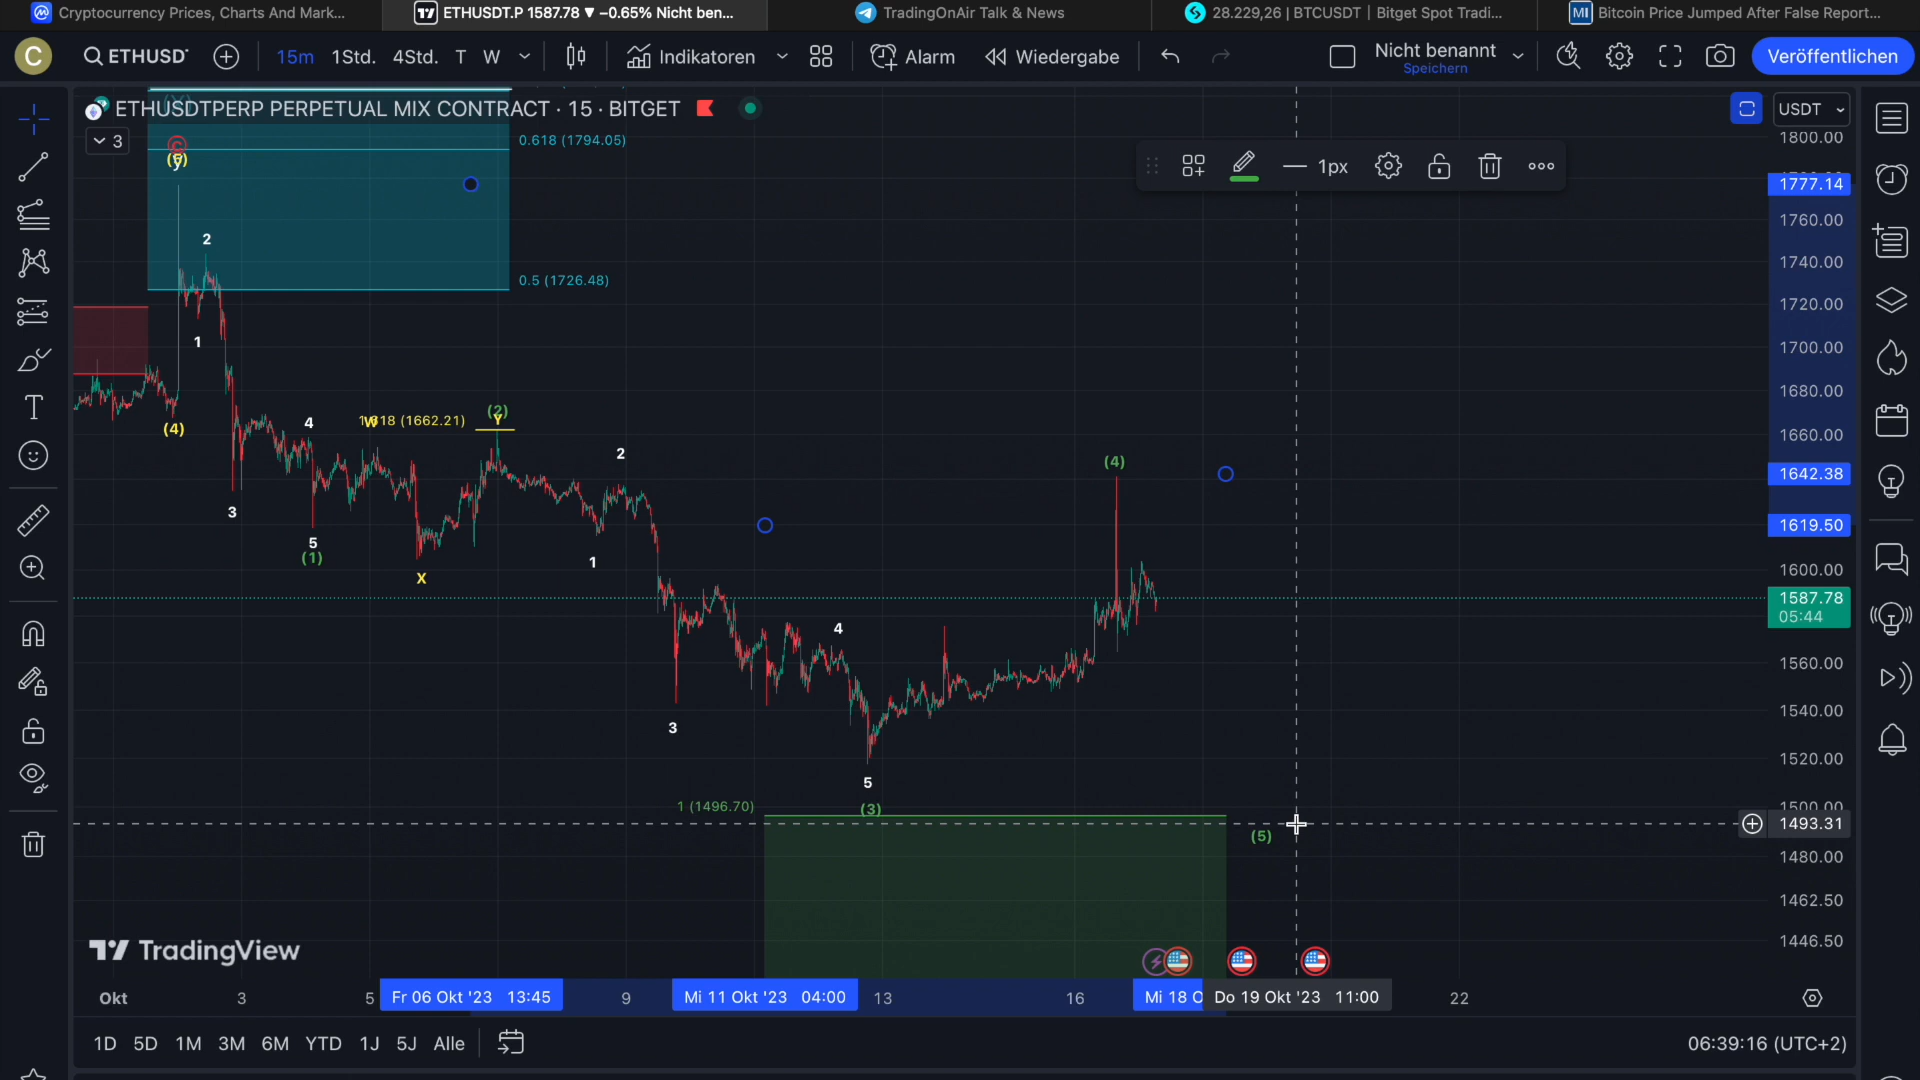 Cryptocurrency Prices, Charts And Mark...
ETHUSDT.P 1587.78 ▼ −0.65% Nicht ben...
TradingOnAir Talk & News
28.229,26 | BTCUSDT | Bitget Spot Tradi...
MI Bitcoin Price Jumped After False Report...
C
ETHUSD
15m 1Std. 4Std. T W
Indikatoren
Alarm
Wiedergabe
Nicht benannt
Speichern
Veröffentlichen
ETHUSDTPERP PERPETUAL MIX CONTRACT · 15 · BITGET
3
USDT
1px
0.618 (1794.05)
0.5 (1726.48)
2
1
(4)
4
3
5
(1)
W
(1662.21)
(2)
Y
X
2
1
3
4
5
(3)
1 (1496.70)
(4)
(5)
1800.00
1777.14
1760.00
1740.00
1720.00
1700.00
1680.00
1660.00
1642.38
1619.50
1600.00
1587.78
05:44
1560.00
1540.00
1520.00
1500.00
1493.31
1480.00
1462.50
1446.50
TradingView
Okt 3 5 Fr 06 Okt '23 13:45 9 Mi 11 Okt '23 04:00 13 16 Mi 18 O Do 19 Okt '23 11:00 22
1D 5D 1M 3M 6M YTD 1J 5J Alle
06:39:16 (UTC+2)